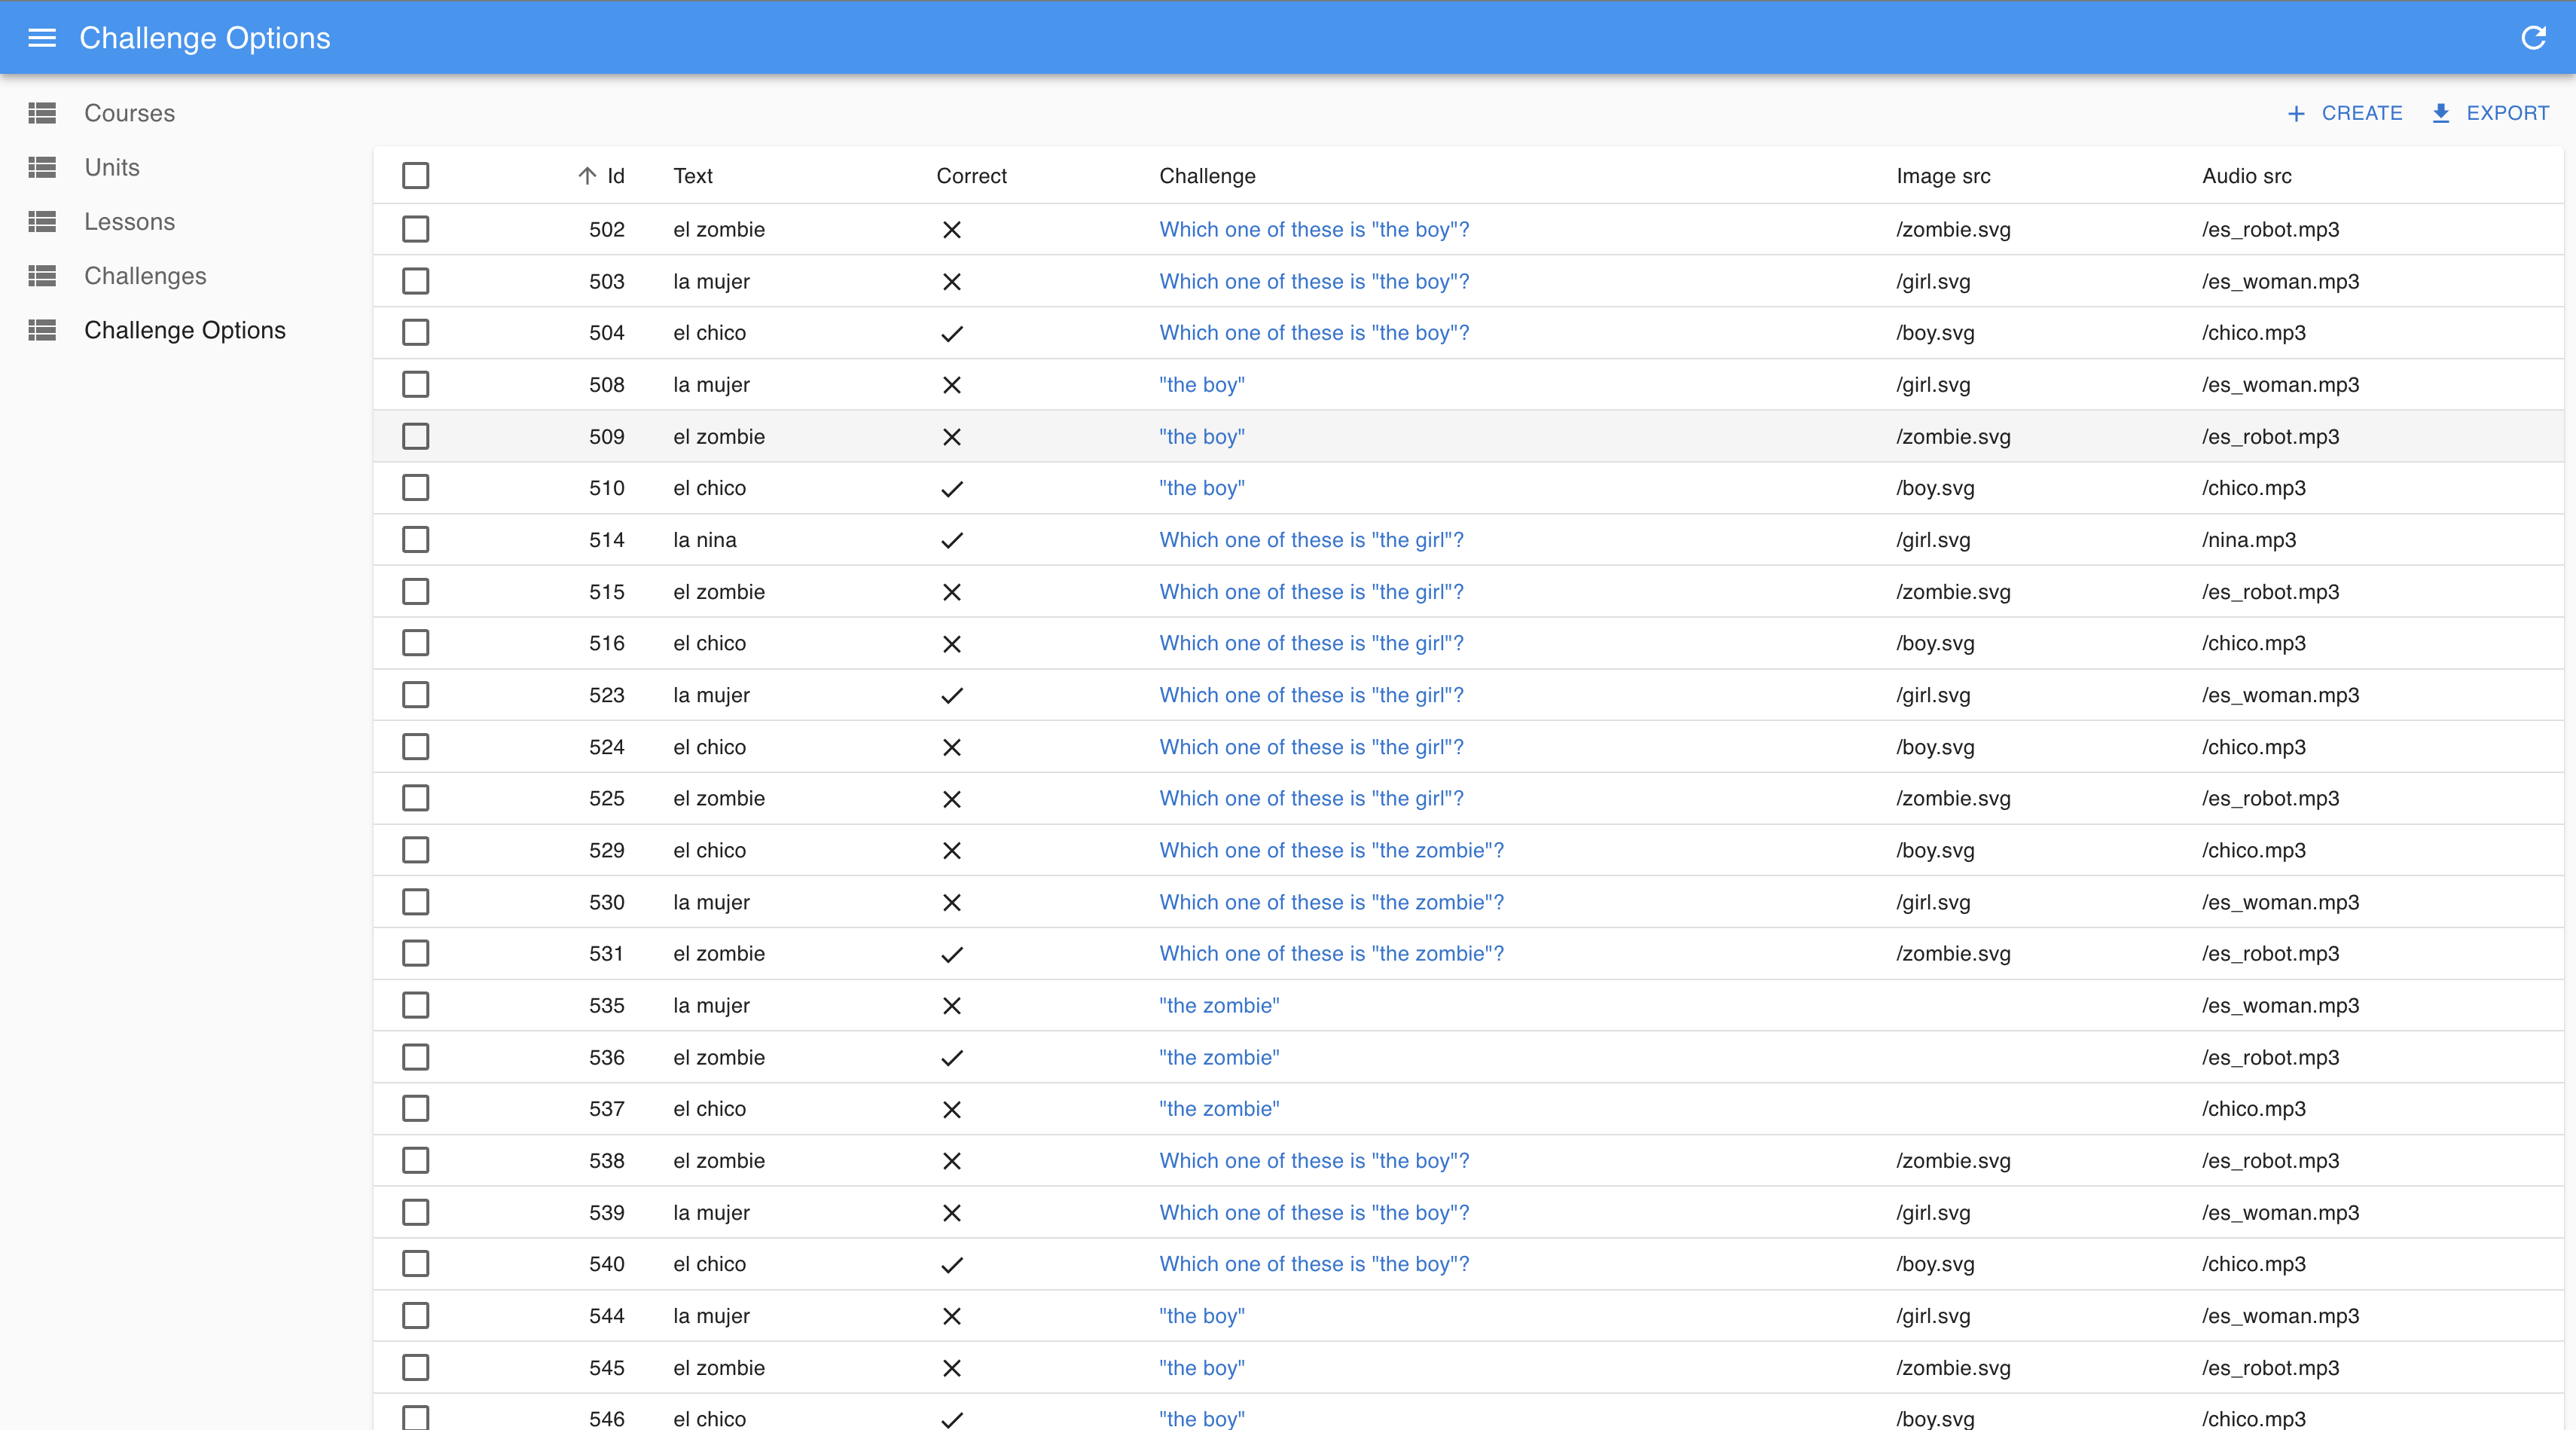 Challenge Options
Courses
Units
Lessons
Challenges
Challenge Options
CREATE EXPORT
Id Text Correct Challenge Image src Audio src
502 el zombie Which one of these is "the boy"? /zombie.svg /es_robot.mp3
503 la mujer Which one of these is "the boy"? /girl.svg /es_woman.mp3
504 el chico Which one of these is "the boy"? /boy.svg /chico.mp3
508 la mujer "the boy" /girl.svg /es_woman.mp3
509 el zombie "the boy" /zombie.svg /es_robot.mp3
510 el chico "the boy" /boy.svg /chico.mp3
514 la nina Which one of these is "the girl"? /girl.svg /nina.mp3
515 el zombie Which one of these is "the girl"? /zombie.svg /es_robot.mp3
516 el chico Which one of these is "the girl"? /boy.svg /chico.mp3
523 la mujer Which one of these is "the girl"? /girl.svg /es_woman.mp3
524 el chico Which one of these is "the girl"? /boy.svg /chico.mp3
525 el zombie Which one of these is "the girl"? /zombie.svg /es_robot.mp3
529 el chico Which one of these is "the zombie"? /boy.svg /chico.mp3
530 la mujer Which one of these is "the zombie"? /girl.svg /es_woman.mp3
531 el zombie Which one of these is "the zombie"? /zombie.svg /es_robot.mp3
535 la mujer "the zombie" /es_woman.mp3
536 el zombie "the zombie" /es_robot.mp3
537 el chico "the zombie" /chico.mp3
538 el zombie Which one of these is "the boy"? /zombie.svg /es_robot.mp3
539 la mujer Which one of these is "the boy"? /girl.svg /es_woman.mp3
540 el chico Which one of these is "the boy"? /boy.svg /chico.mp3
544 la mujer "the boy" /girl.svg /es_woman.mp3
545 el zombie "the boy" /zombie.svg /es_robot.mp3
546 el chico "the boy" /boy.svg /chico.mp3